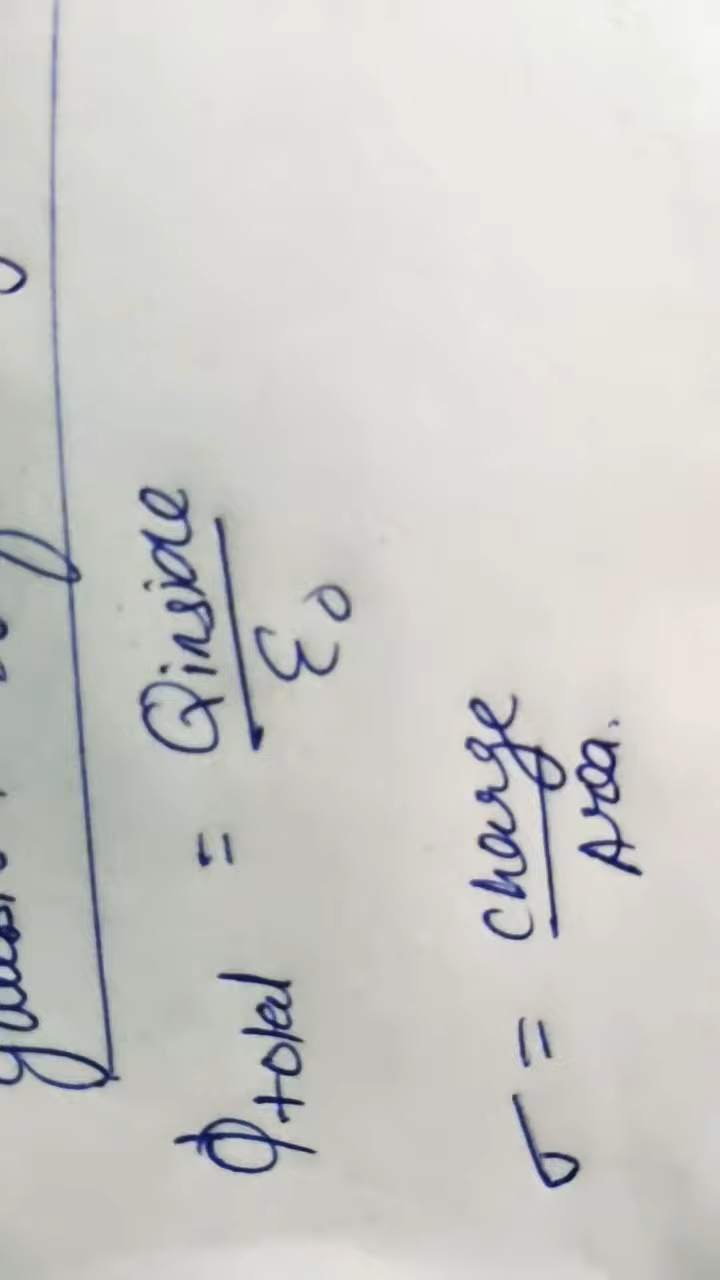 ϕtotal = Qinside / ε0
σ = charge / Area.